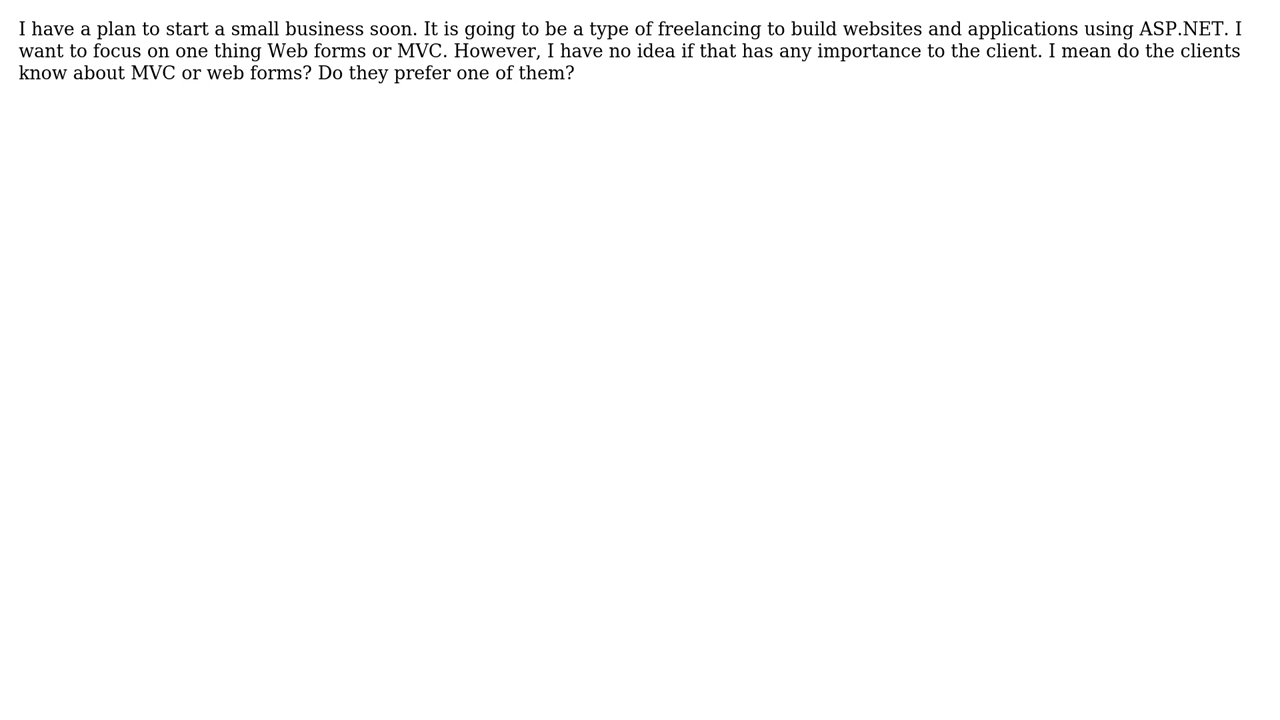 I have a plan to start a small business soon. It is going to be a type of freelancing to build websites and applications using ASP.NET. I
want to focus on one thing Web forms or MVC. However, I have no idea if that has any importance to the client. I mean do the clients
know about MVC or web forms? Do they prefer one of them?